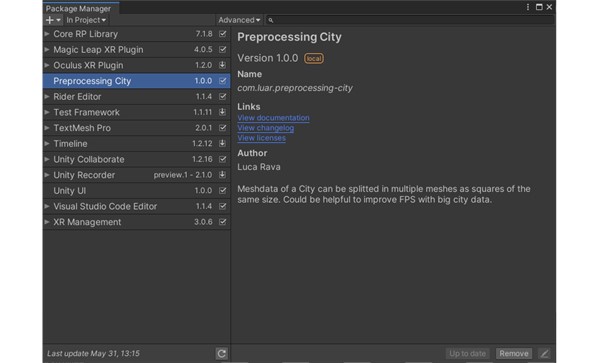 Package Manager
+ In Project Advanced
Core RP Library 7.1.8
Magic Leap XR Plugin 4.0.5
Oculus XR Plugin 1.2.0
Preprocessing City 1.0.0
Rider Editor 1.1.4
Test Framework 1.1.11
TextMesh Pro 2.0.1
Timeline 1.2.12
Unity Collaborate 1.2.16
Unity Recorder preview.1 - 2.1.0
Unity UI 1.0.0
Visual Studio Code Editor 1.1.4
XR Management 3.0.6
Last update May 31, 13:15
Preprocessing City
Version 1.0.0 local
Name
com.luar.preprocessing-city
Links
View documentation
View changelog
View licenses
Author
Luca Rava
Meshdata of a City can be splitted in multiple meshes as squares of the
same size. Could be helpful to improve FPS with big city data.
Up to date Remove